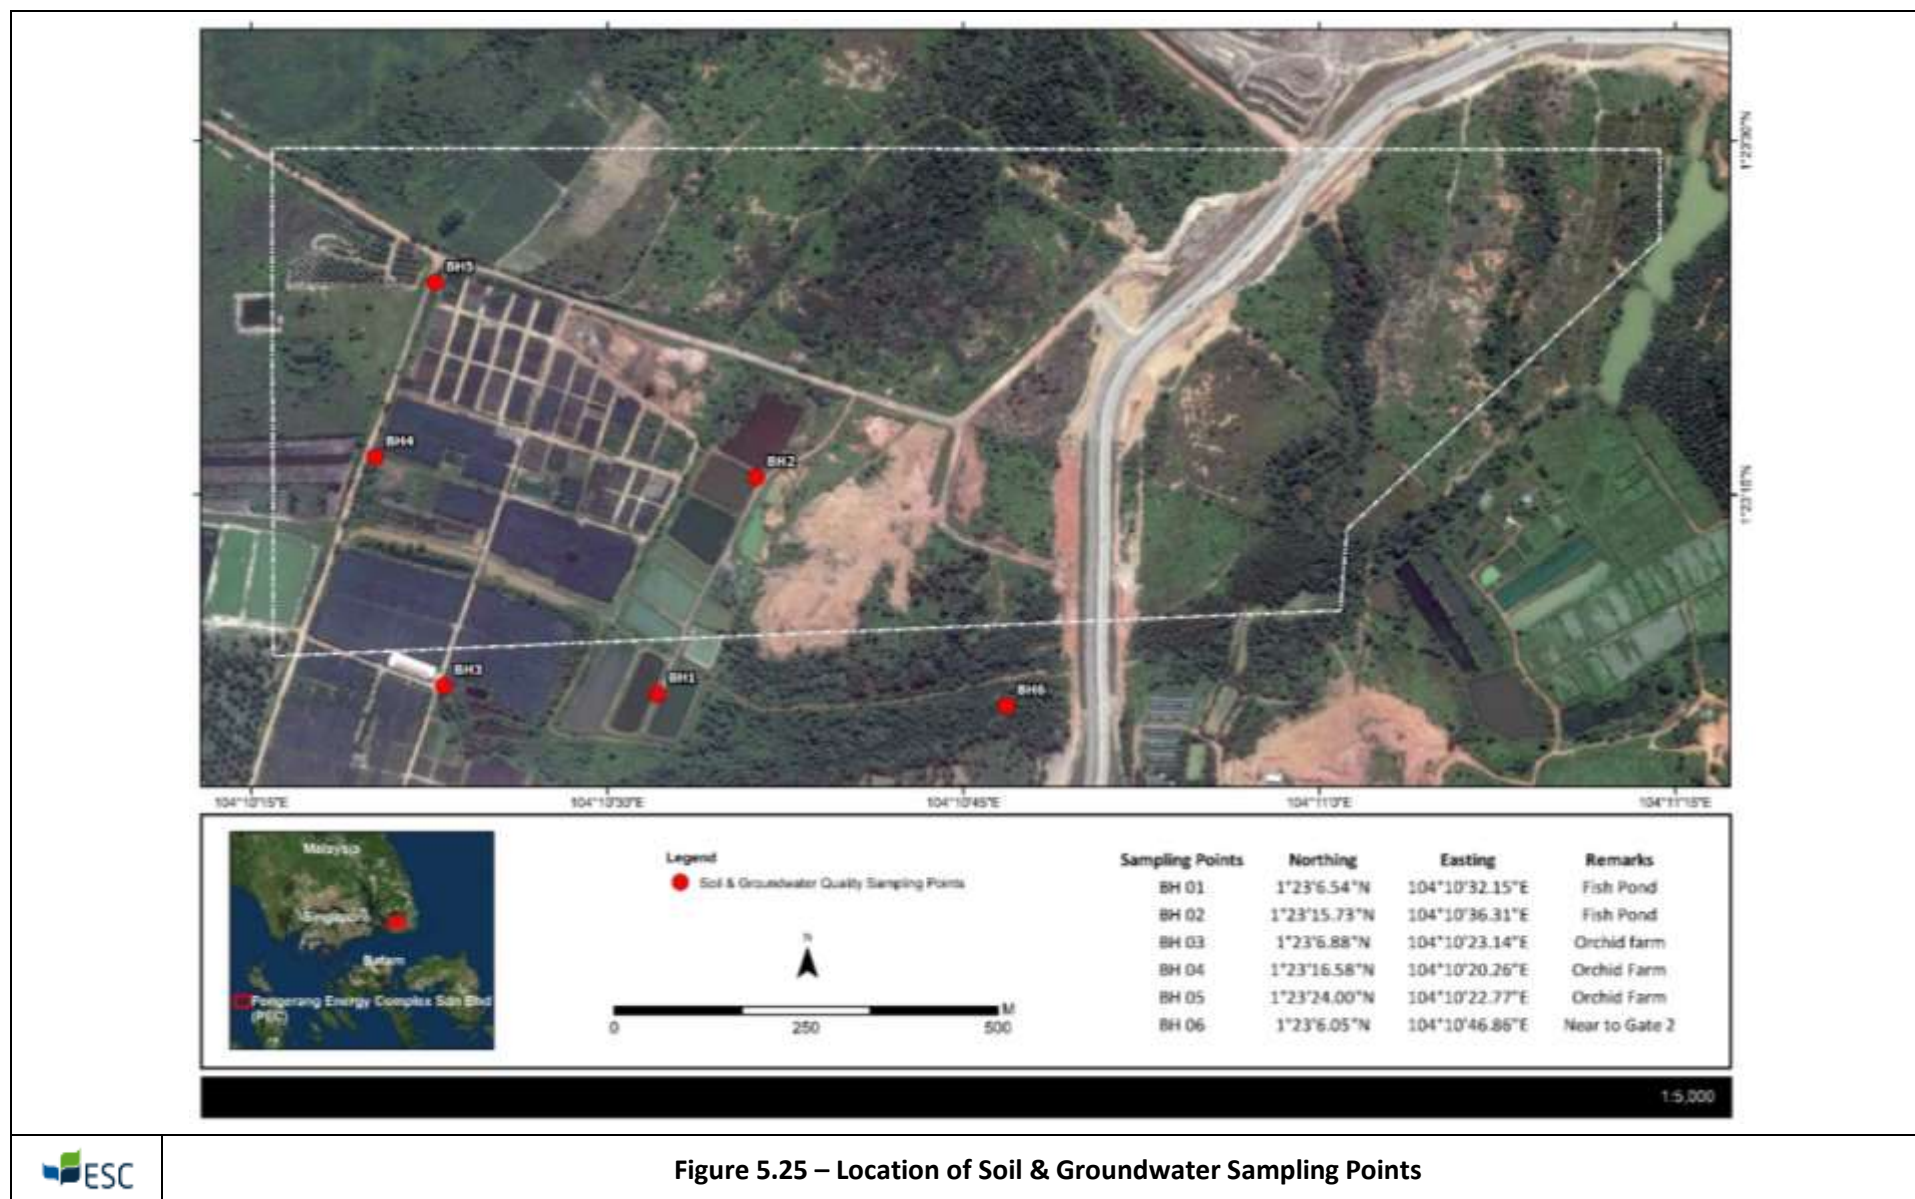 BH5
BH4
BH2
BH3
BH1
BH6
1°23'30"N
1°23'15"N
104°10'15"E
104°10'30"E
104°10'45"E
104°11'0"E
104°11'15"E
Malaysia
Singapore
Batam
Pengerang Energy Complex Sdn Bhd
(PEC)
Legend
Soil & Groundwater Quality Sampling Points
N
0 250 500 M
Sampling Points Northing Easting Remarks
BH 01 1°23'6.54"N 104°10'32.15"E Fish Pond
BH 02 1°23'15.73"N 104°10'36.31"E Fish Pond
BH 03 1°23'6.88"N 104°10'23.14"E Orchid farm
BH 04 1°23'16.58"N 104°10'20.26"E Orchid Farm
BH 05 1°23'24.00"N 104°10'22.77"E Orchid Farm
BH 06 1°23'6.05"N 104°10'46.86"E Near to Gate 2
1:5,000
ESC
Figure 5.25 – Location of Soil & Groundwater Sampling Points